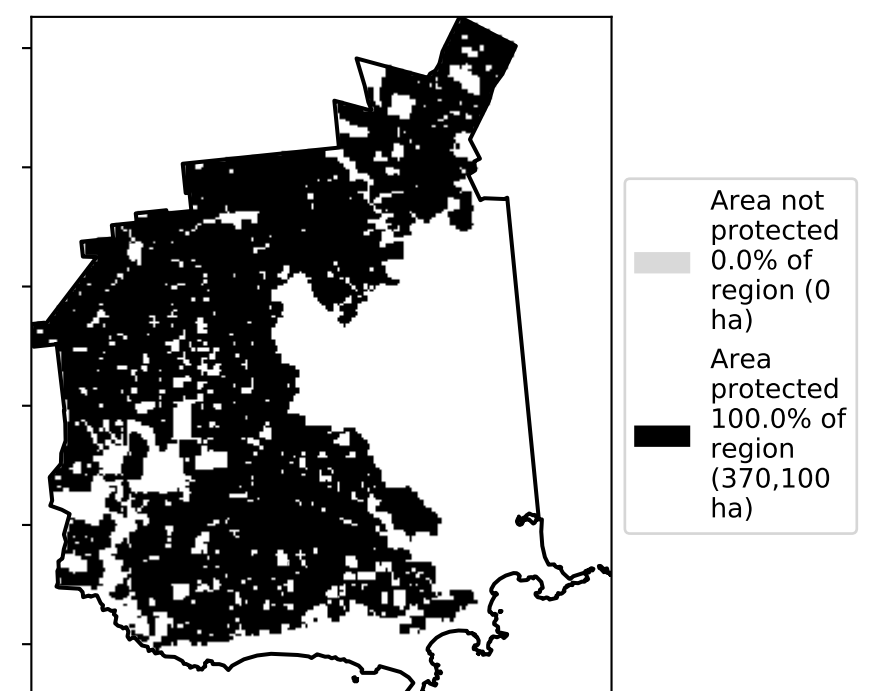 Area not
protected
0.0% of
region (0
ha)
Area
protected
100.0% of
region
(370,100
ha)